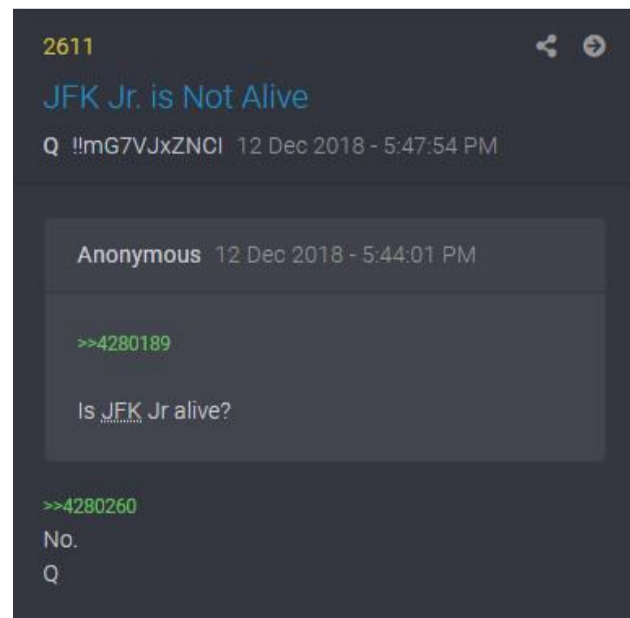 2611
JFK Jr. is Not Alive
Q !!mG7VJxZNCI 12 Dec 2018 - 5:47:54 PM
Anonymous 12 Dec 2018 - 5:44:01 PM
>>4280189
Is JFK Jr alive?
>>4280260
No.
Q